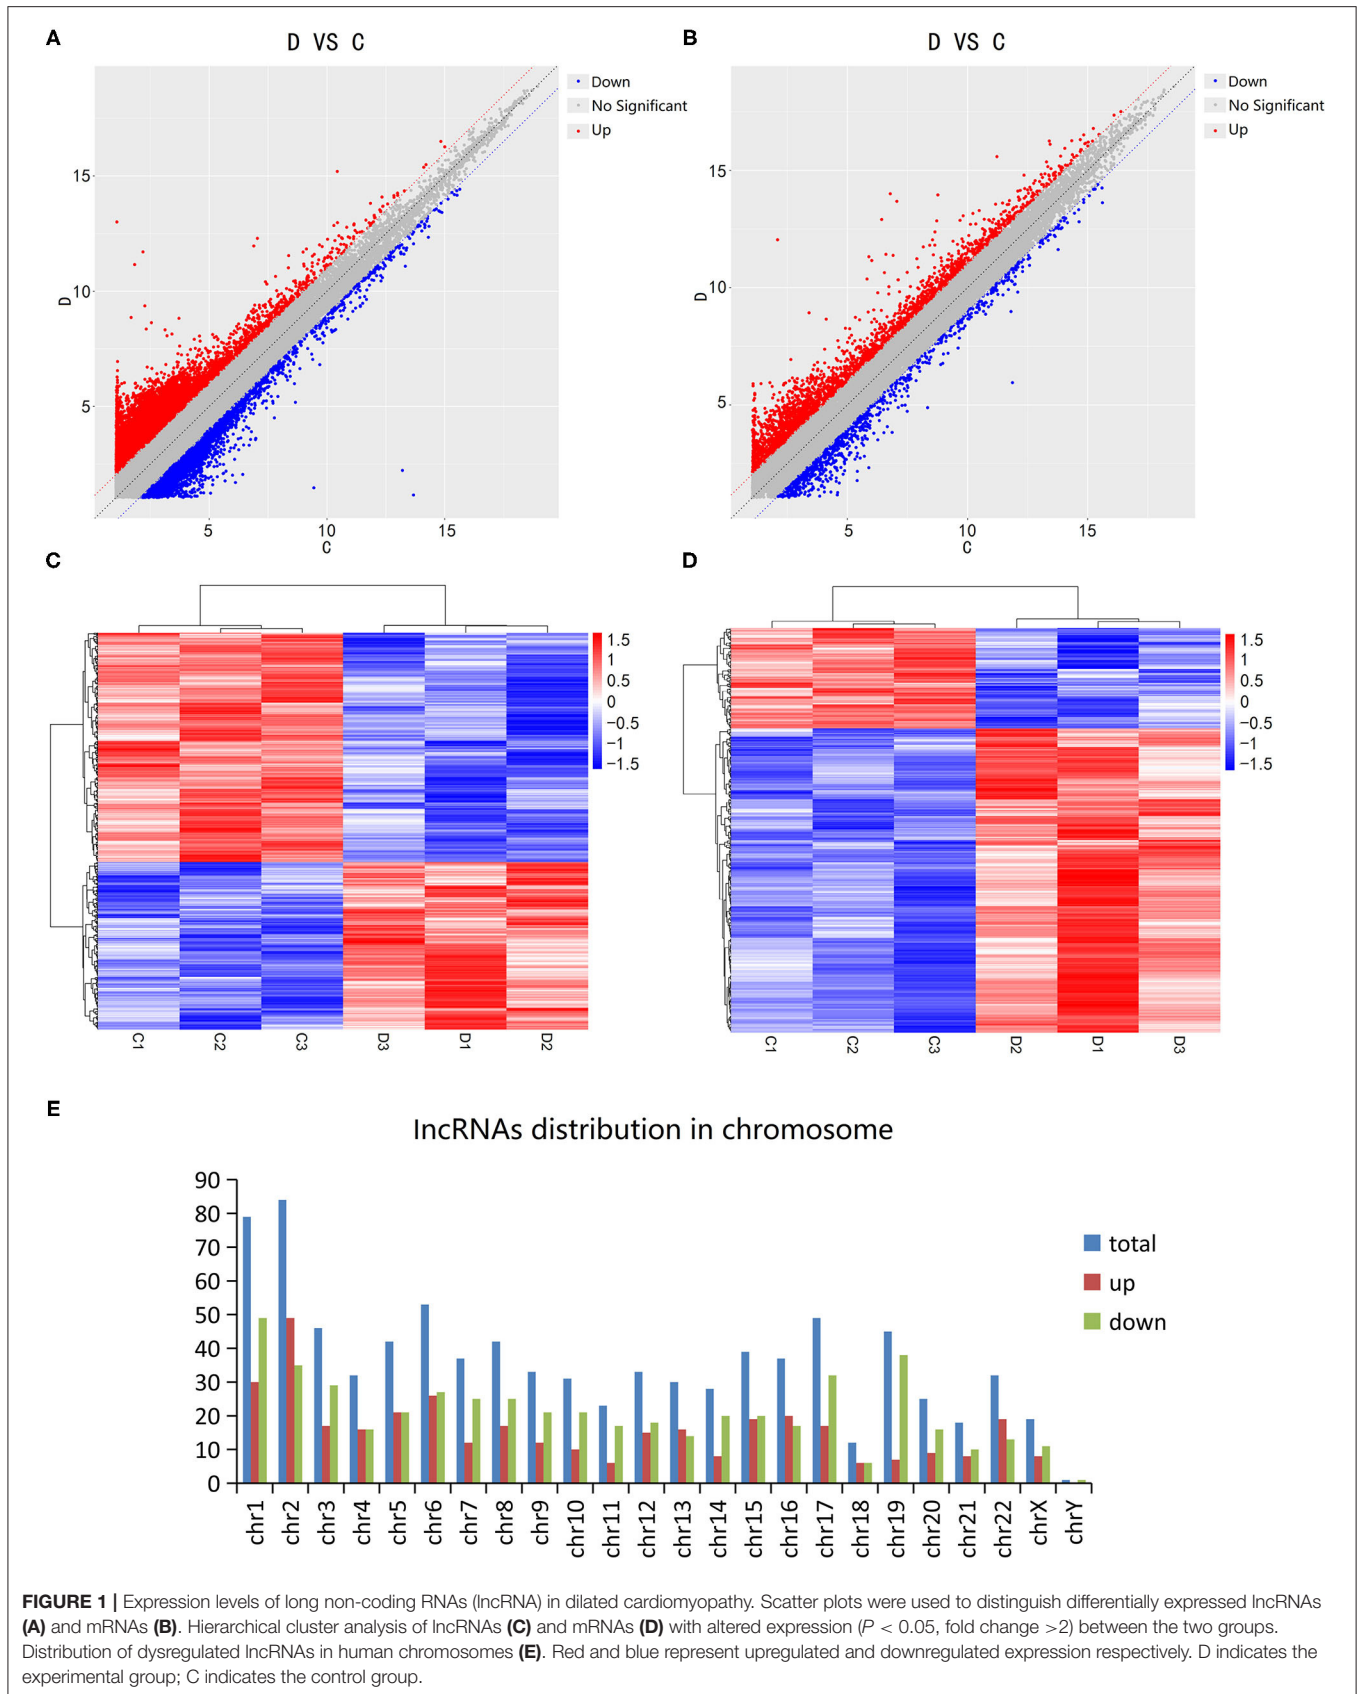 A
D VS C
Down
No Significant
Up
15
10
5
D
5
10
15
C
B
D VS C
Down
No Significant
Up
15
10
5
D
5
10
15
C
C
1.5
1
0.5
0
−0.5
−1
−1.5
C1
C2
C3
D3
D1
D2
D
1.5
1
0.5
0
−0.5
−1
−1.5
C1
C2
C3
D2
D1
D3
E
lncRNAs distribution in chromosome
90
80
70
60
50
40
30
20
10
0
total
up
down
chr1
chr2
chr3
chr4
chr5
chr6
chr7
chr8
chr9
chr10
chr11
chr12
chr13
chr14
chr15
chr16
chr17
chr18
chr19
chr20
chr21
chr22
chrX
chrY
FIGURE 1 | Expression levels of long non-coding RNAs (lncRNA) in dilated cardiomyopathy. Scatter plots were used to distinguish differentially expressed lncRNAs
(A) and mRNAs (B). Hierarchical cluster analysis of lncRNAs (C) and mRNAs (D) with altered expression (P < 0.05, fold change >2) between the two groups.
Distribution of dysregulated lncRNAs in human chromosomes (E). Red and blue represent upregulated and downregulated expression respectively. D indicates the
experimental group; C indicates the control group.